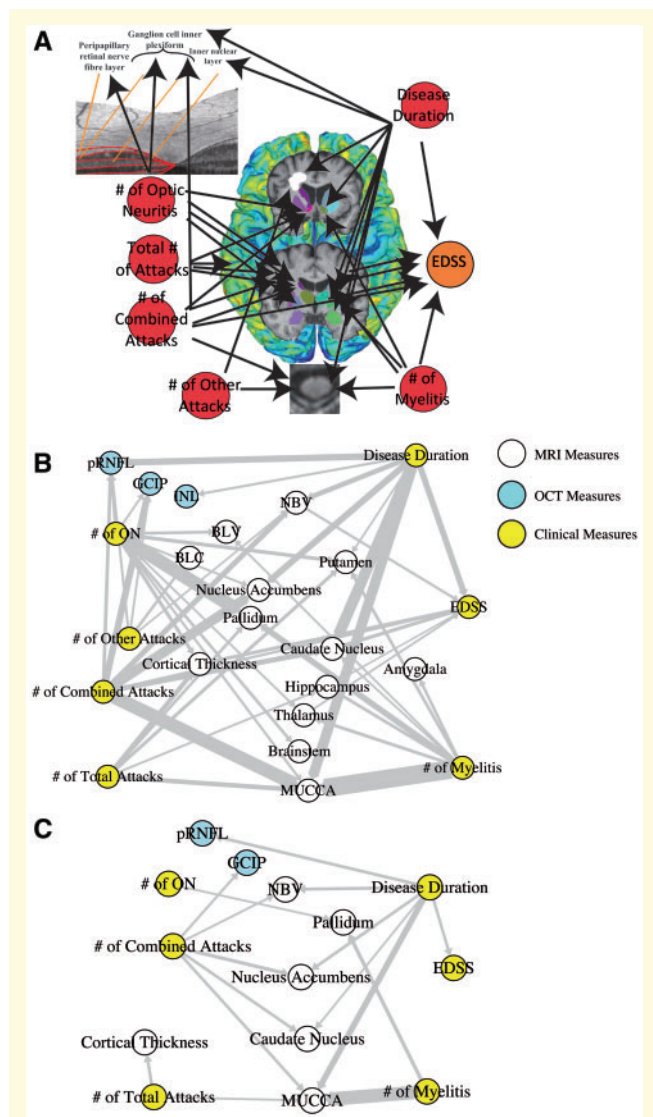 A
Peripapillary
retinal nerve
fibre layer
Ganglion cell inner
plexiform
Inner nuclear
layer
Disease
Duration
# of Optic
Neuritis
Total #
of Attacks
EDSS
# of
Combined
Attacks
# of Other
Attacks
# of
Myelitis
B
pRNFL
Disease Duration
MRI Measures
GCIP
INL
NBV
OCT Measures
# of ON
BLV
Clinical Measures
BLC
Putamen
Nucleus Accumbens
EDSS
Pallidum
# of Other Attacks
Caudate Nucleus
Cortical Thickness
Amygdala
# of Combined Attacks
Hippocampus
Thalamus
Brainstem
# of Myelitis
# of Total Attacks
MUCCA
C
pRNFL
GCIP
# of ON
NBV
Disease Duration
Pallidum
# of Combined Attacks
EDSS
Nucleus Accumbens
Cortical Thickness
Caudate Nucleus
# of Total Attacks
MUCCA
# of Myelitis